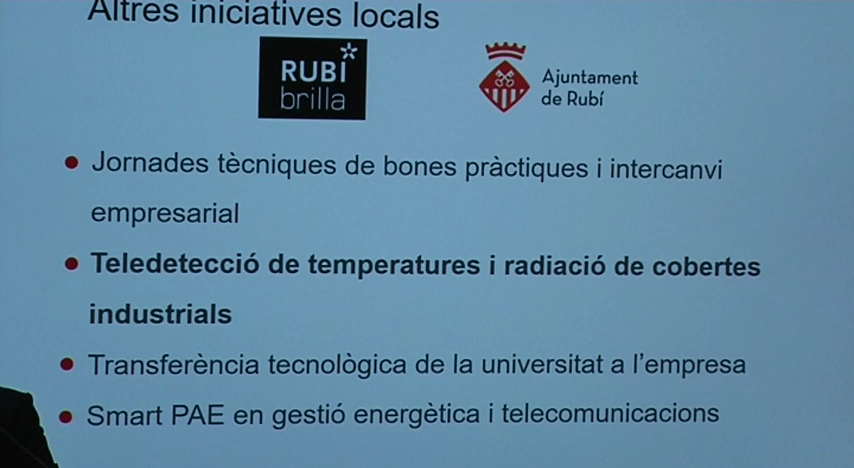 Altres iniciatives locals
RUBÍ
brilla
Ajuntament
de Rubí
Jornades tècniques de bones pràctiques i intercanvi
empresarial
Teledetecció de temperatures i radiació de cobertes
industrials
Transferència tecnològica de la universitat a l'empresa
Smart PAE en gestió energètica i telecomunicacions